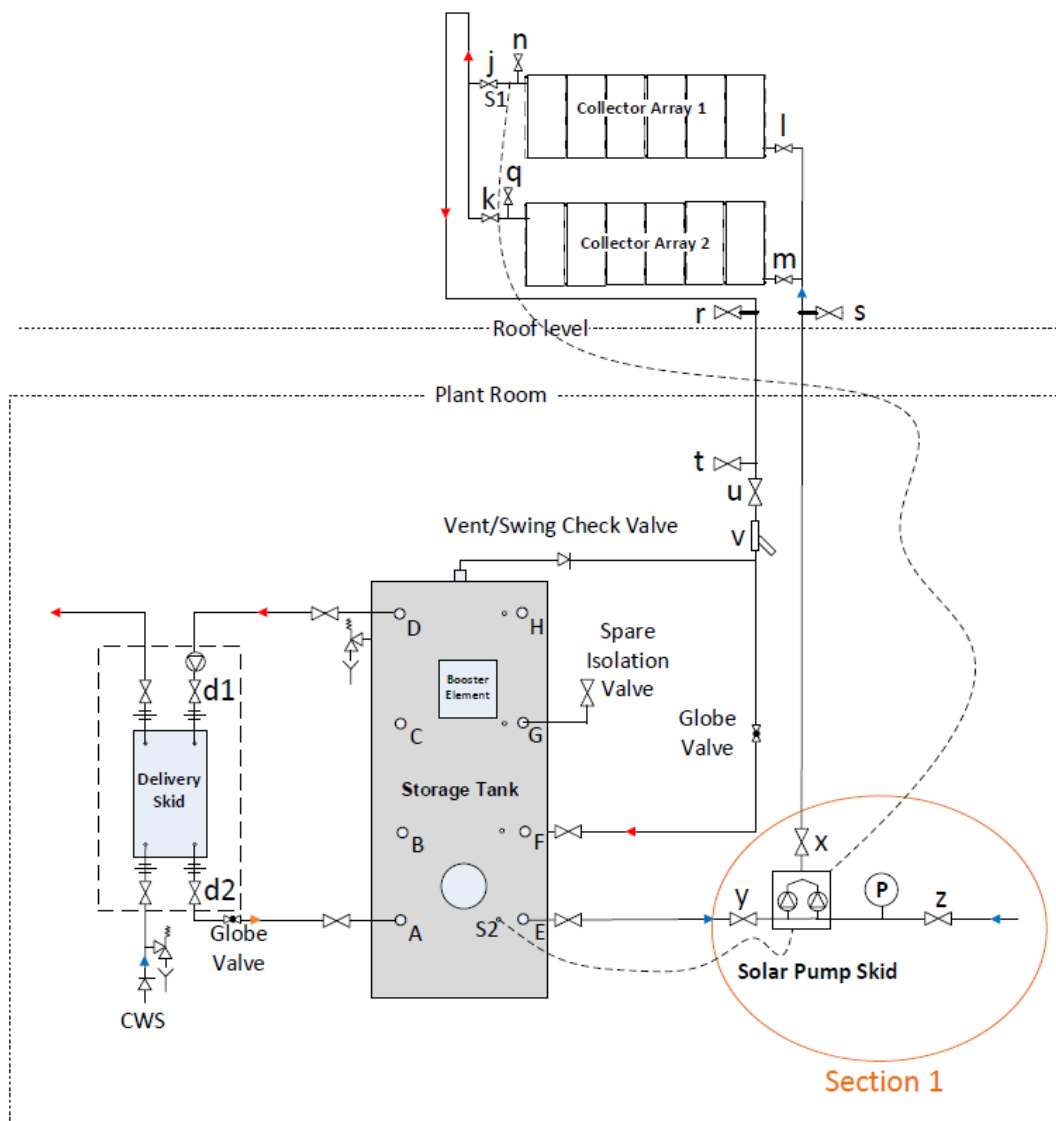 n
j
S1
Collector Array 1
l
q
k
Collector Array 2
m
r
s
Roof level
Plant Room
t
u
Vent/Swing Check Valve
v
D
H
Spare
Isolation
Valve
Booster
Element
d1
C
G
Globe
Valve
Delivery
Skid
Storage Tank
B
F
x
d2
P
y
z
A
S2
E
Globe
Valve
Solar Pump Skid
CWS
Section 1